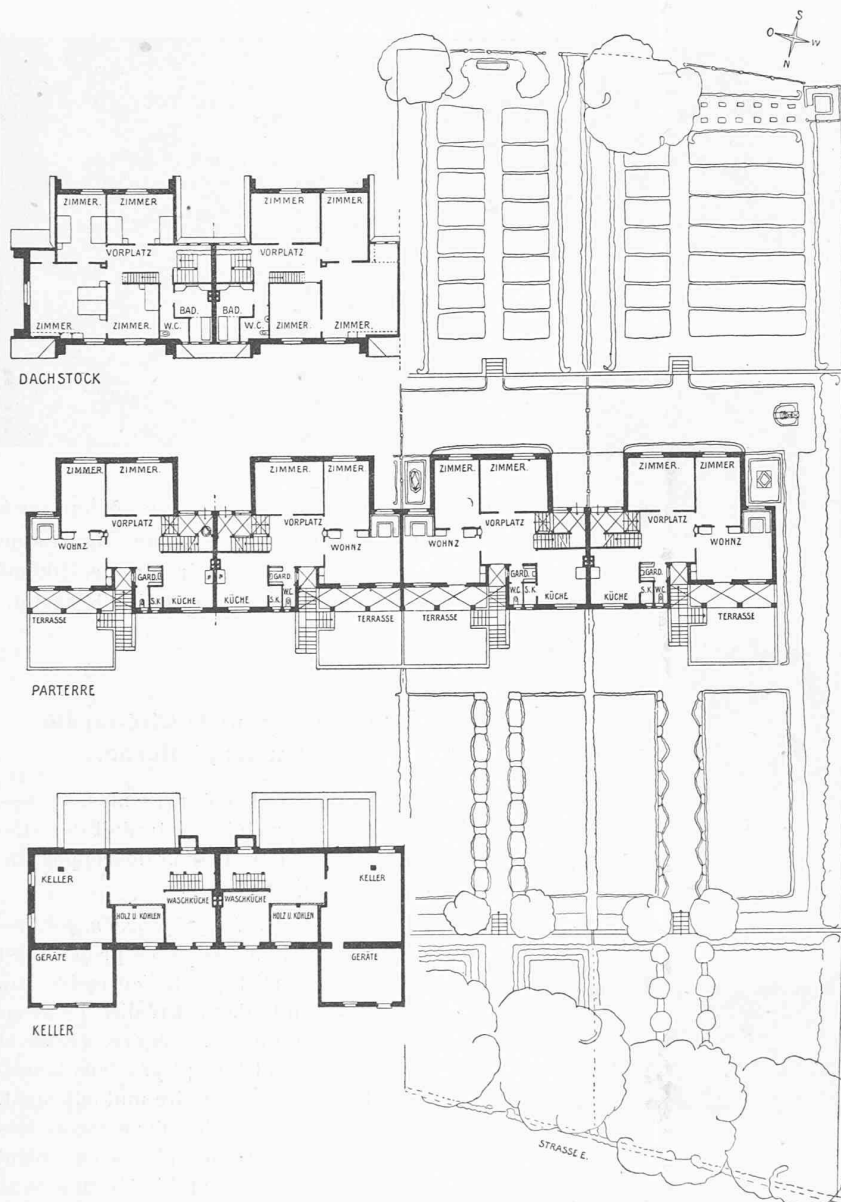 S
O W
N
ZIMMER. ZIMMER ZIMMER ZIMMER
VORPLATZ VORPLATZ
BAD. BAD.
ZIMMER. ZIMMER. W.C. W.C. ZIMMER. ZIMMER.
DACHSTOCK
ZIMMER. ZIMMER. ZIMMER. ZIMMER. ZIMMER. ZIMMER. ZIMMER. ZIMMER.
VORPLATZ VORPLATZ VORPLATZ VORPLATZ
WOHNZ WOHNZ WOHNZ WOHNZ
GARD. GARD. GARD. GARD.
S.K. KÜCHE KÜCHE S.K. W.C. W.C. S.K. KÜCHE KÜCHE S.K. W.C.
TERRASSE TERRASSE TERRASSE TERRASSE
PARTERRE
KELLER KELLER
WASCHKÜCHE WASCHKÜCHE
HOLZ U. KOHLEN HOLZ U. KOHLEN
GERÄTE GERÄTE
KELLER
STRASSE E.